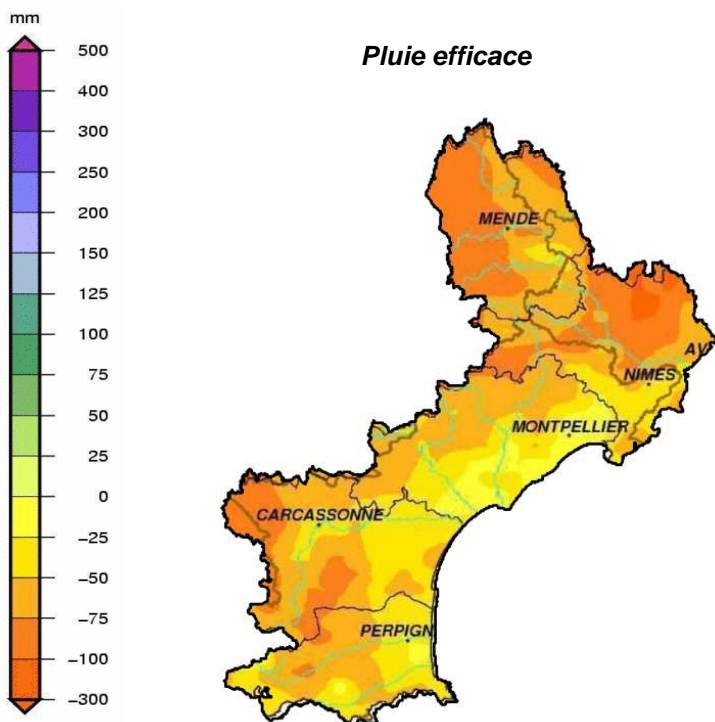 mm
Pluie efficace
500
400
300
250
200
150
125
100
75
50
25
0
-25
-50
-75
-100
-300
MENDE
AV
NIMES
MONTPELLIER
CARCASSONNE
PERPIGN